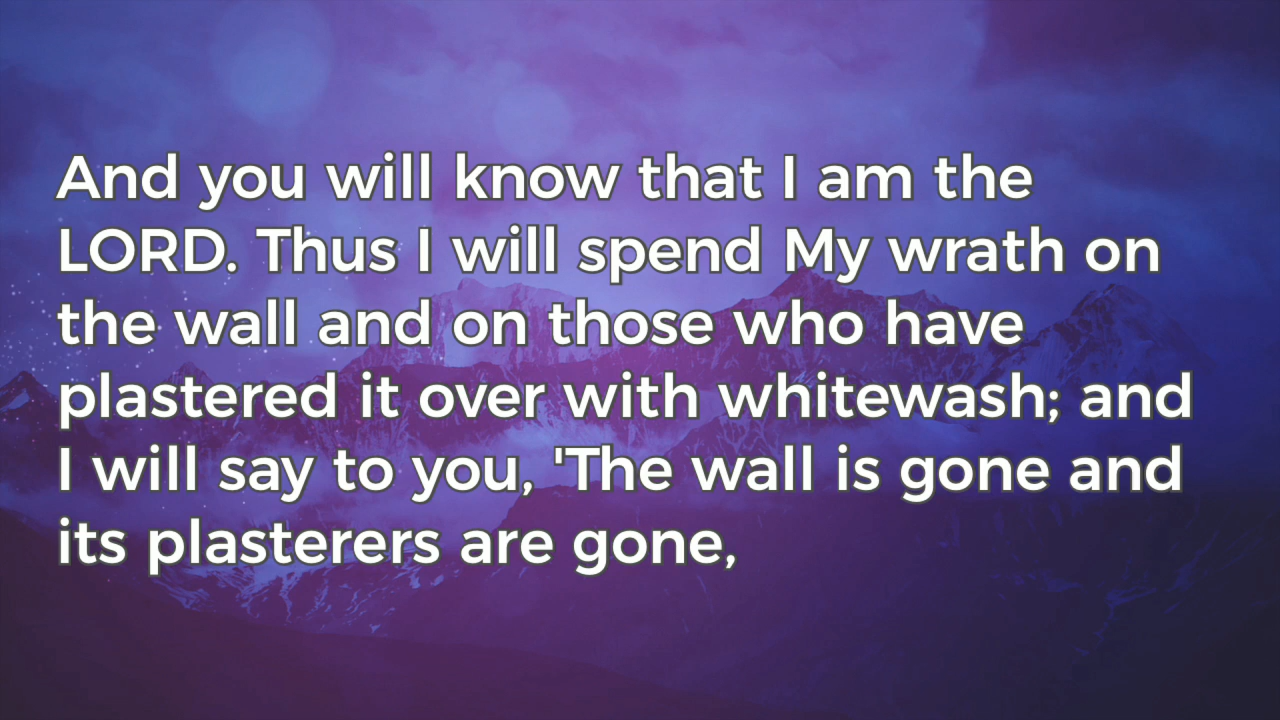 And you will know that I am the
LORD. Thus I will spend My wrath on
the wall and on those who have
plastered it over with whitewash; and
I will say to you, 'The wall is gone and
its plasterers are gone,